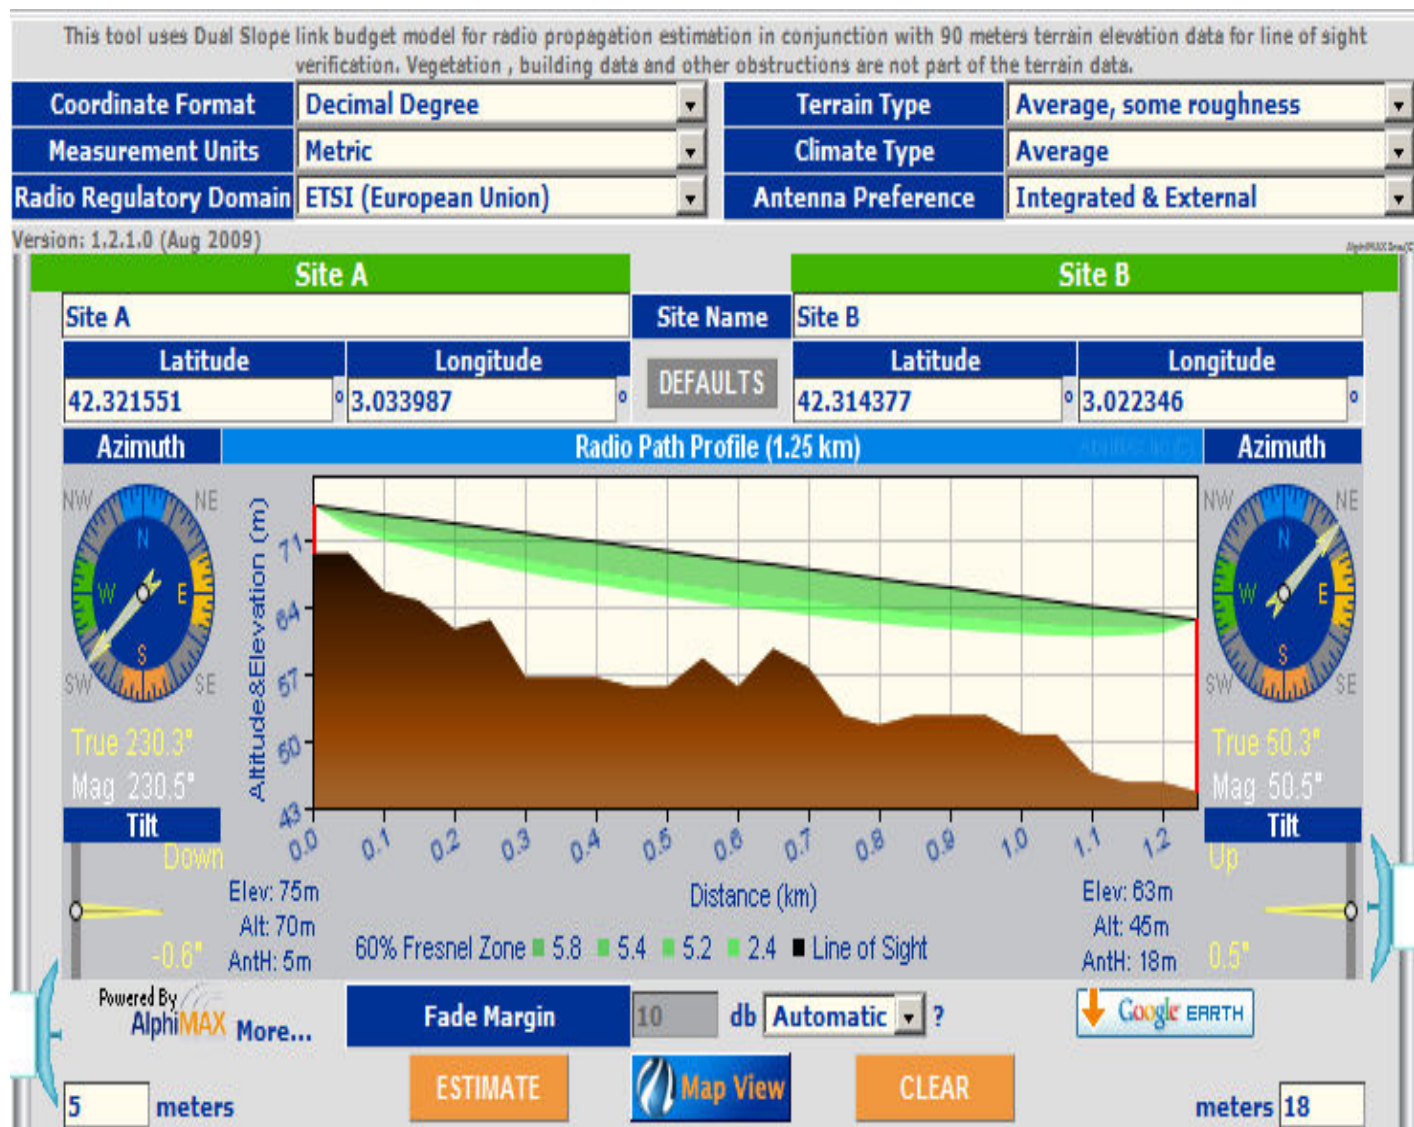 This tool uses Dual Slope link budget model for radio propagation estimation in conjunction with 90 meters terrain elevation data for line of sight
verification. Vegetation , building data and other obstructions are not part of the terrain data.
Coordinate Format Decimal Degree Terrain Type Average, some roughness
Measurement Units Metric Climate Type Average
Radio Regulatory Domain ETSI (European Union) Antenna Preference Integrated & External
Version: 1.2.1.0 (Aug 2009)
Site A Site B
Site A Site Name Site B
Latitude Longitude DEFAULTS Latitude Longitude
42.321551 ° 3.033987 ° 42.314377 ° 3.022346 °
Azimuth Radio Path Profile (1.25 km) Azimuth
NW N NE W E SW S SE
True 230.3°
Mag 230.5°
Tilt
Down
-0.6°
Altitude&Elevation (m)
71
64
57
50
43
0.0 0.1 0.2 0.3 0.4 0.5 0.6 0.7 0.8 0.9 1.0 1.1 1.2
Distance (km)
NW N NE W E SW S SE
True 50.3°
Mag 50.5°
Tilt
Up
0.5°
Elev: 75m
Alt: 70m
AntH: 5m
60% Fresnel Zone 5.8 5.4 5.2 2.4 Line of Sight
Elev: 63m
Alt: 45m
AntH: 18m
Powered By
AlphiMAX More...
Fade Margin 10 db Automatic ?
Google EARTH
ESTIMATE Map View CLEAR
5 meters meters 18